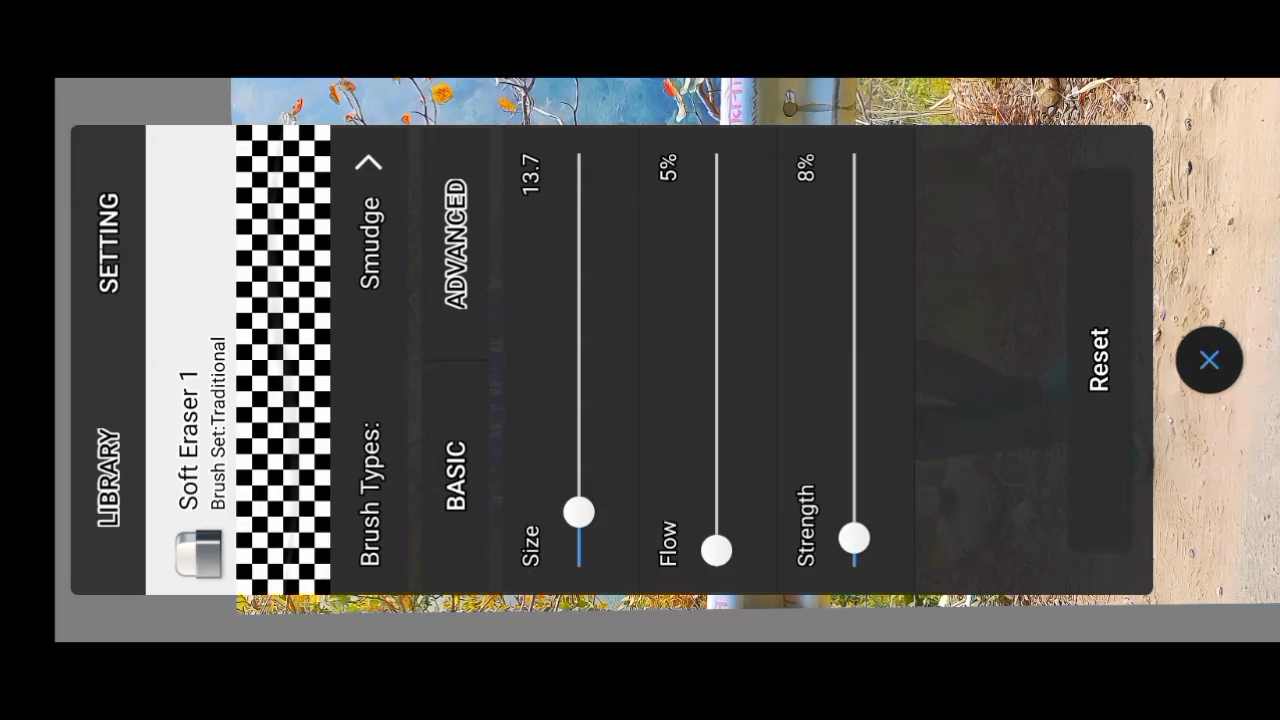 LIBRARY SETTING
Soft Eraser 1
Brush Set:Traditional
Brush Types: Smudge
BASIC ADVANCED
Size 13.7
Flow 5%
Strength 8%
Reset